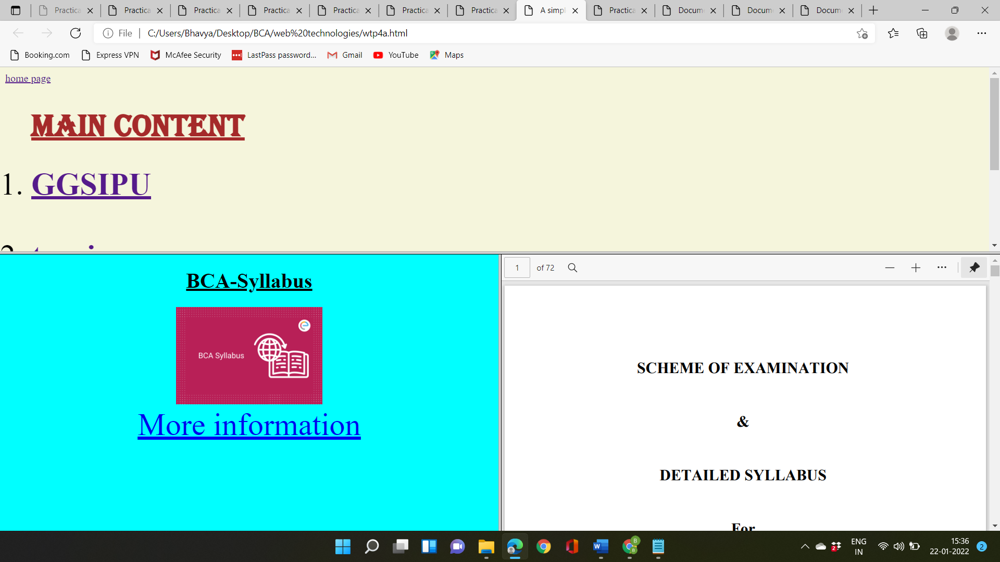 Practica Practica Practica Practica Practica Practica Practica A simpl Practica Docum Docum Docum
File C:/Users/Bhavya/Desktop/BCA/web%20technologies/wtp4a.html
Booking.com Express VPN McAfee Security LastPass password... Gmail YouTube Maps
home page
MAIN CONTENT
1. GGSIPU
BCA-Syllabus
BCA Syllabus
More information
1 of 72
SCHEME OF EXAMINATION
&
DETAILED SYLLABUS
For
ENG
IN
15:36
22-01-2022
2